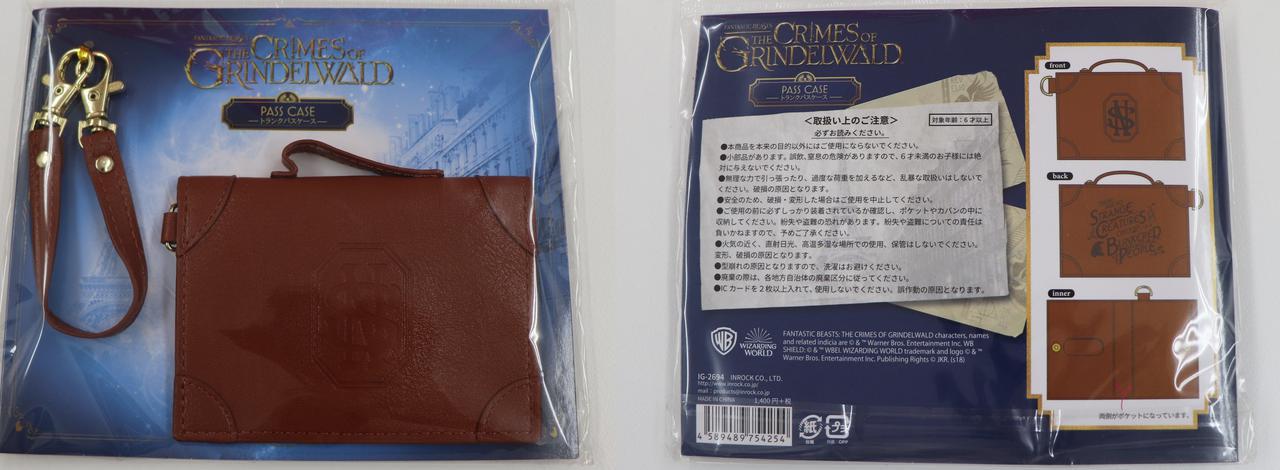 FANTASTIC BEASTS
THE CRIMES OF
GRINDELWALD
PASS CASE
トランクパスケース
FANTASTIC BEASTS
THE CRIMES OF
GRINDELWALD
PASS CASE
トランクパスケース
<取扱い上のご注意>
対象年齢:6才以上
必ずお読みください。
●本商品を本来の目的以外にはご使用にならないでください。
●小部品があります。誤飲、窒息の危険がありますので、6才未満のお子様には絶
対に与えないでください。
●無理な力で引っ張ったり、過度な荷重を加えるなど、乱暴な取扱いはしないで
ください。破損の原因となります。
●安全のため、破損・変形した場合はご使用を中止してください。
●ご使用の前に必ずしっかり装着されているか確認し、ポケットやカバンの中に
収納してください。紛失や盗難の恐れがあります。紛失や盗難についての責任は
負いかねますので、予めご了承ください。
●火気の近く、直射日光、高温多湿な場所での使用、保管はしないでください。
変形、破損の原因となります。
●型崩れの原因となりますので、洗濯はお避けください。
●廃棄の際は、各地方自治体の廃棄区分に従ってください。
●ICカードを2枚以上入れて、使用しないでください。誤作動の原因となります。
front
back
STRANGE
CREATURES
BLINKERED
PEOPLE
inner
両側がポケットになっています。
WB
WIZARDING
WORLD
FANTASTIC BEASTS: THE CRIMES OF GRINDELWALD characters, names
and related indicia are © & ™ Warner Bros. Entertainment Inc. WB
SHIELD: © & ™ WBEI. WIZARDING WORLD trademark and logo © & ™
Warner Bros. Entertainment Inc. Publishing Rights © JKR. (s18)
IG-2694 INROCK CO., LTD.
http://www.inrock.co.jp/
mail : products@inrock.co.jp
MADE IN CHINA 1,400円+税
4 589489 754254
紙
プラ
台紙
外装 OPP